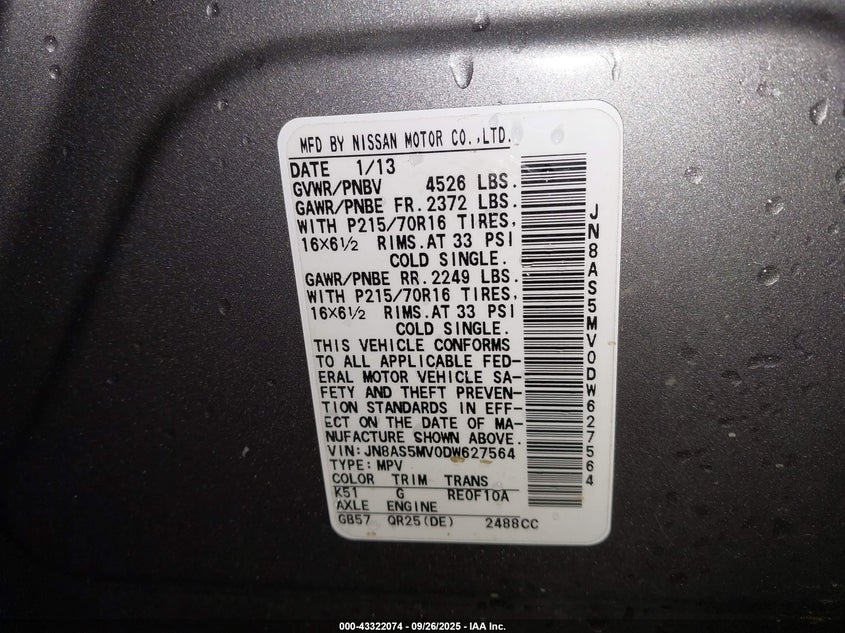 MFD BY NISSAN MOTOR CO.,LTD.
DATE 1/13
GVWR/PNBV 4526 LBS.
GAWR/PNBE FR. 2372 LBS.
WITH P215/70R16 TIRES,
16×6½ RIMS. AT 33 PSI
COLD SINGLE.
GAWR/PNBE RR. 2249 LBS.
WITH P215/70R16 TIRES,
16×6½ RIMS. AT 33 PSI
COLD SINGLE.
THIS VEHICLE CONFORMS
TO ALL APPLICABLE FED-
ERAL MOTOR VEHICLE SA-
FETY AND THEFT PREVEN-
TION STANDARDS IN EFF-
ECT ON THE DATE OF MA-
NUFACTURE SHOWN ABOVE.
VIN: JN8AS5MV0DW627564
TYPE: MPV
COLOR TRIM TRANS
K51 G RE0F10A
AXLE ENGINE
GB57 QR25(DE) 2488CC
JN8AS5MV0DW627564
000-43322074 - 09/26/2025 - IAA Inc.